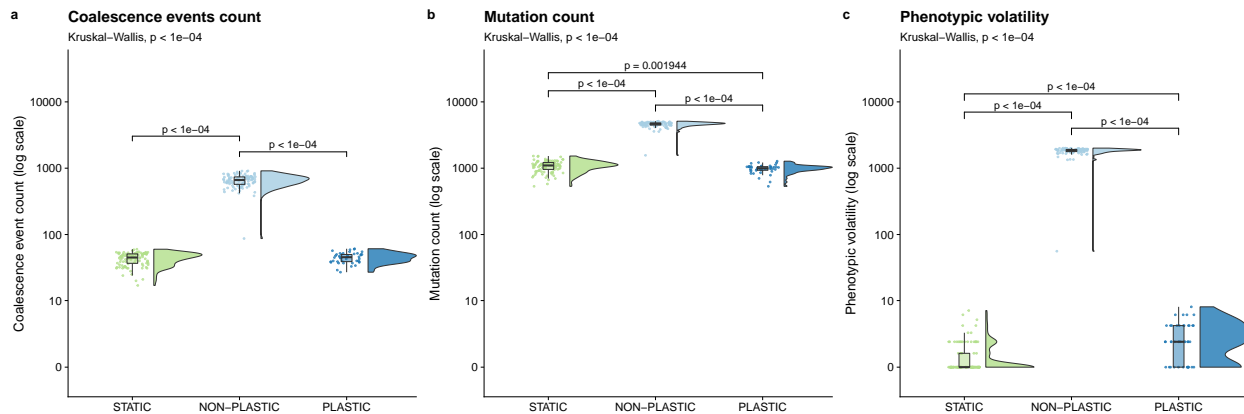 a
Coalescence events count
Kruskal−Wallis, p < 1e−04
Coalescence event count (log scale)
10000
1000
100
10
0
p < 1e−04
p < 1e−04
STATIC
NON−PLASTIC
PLASTIC
b
Mutation count
Kruskal−Wallis, p < 1e−04
Mutation count (log scale)
10000
1000
100
10
0
p = 0.001944
p < 1e−04
p < 1e−04
STATIC
NON−PLASTIC
PLASTIC
c
Phenotypic volatility
Kruskal−Wallis, p < 1e−04
Phenotypic volatility (log scale)
10000
1000
100
10
0
p < 1e−04
p < 1e−04
p < 1e−04
STATIC
NON−PLASTIC
PLASTIC